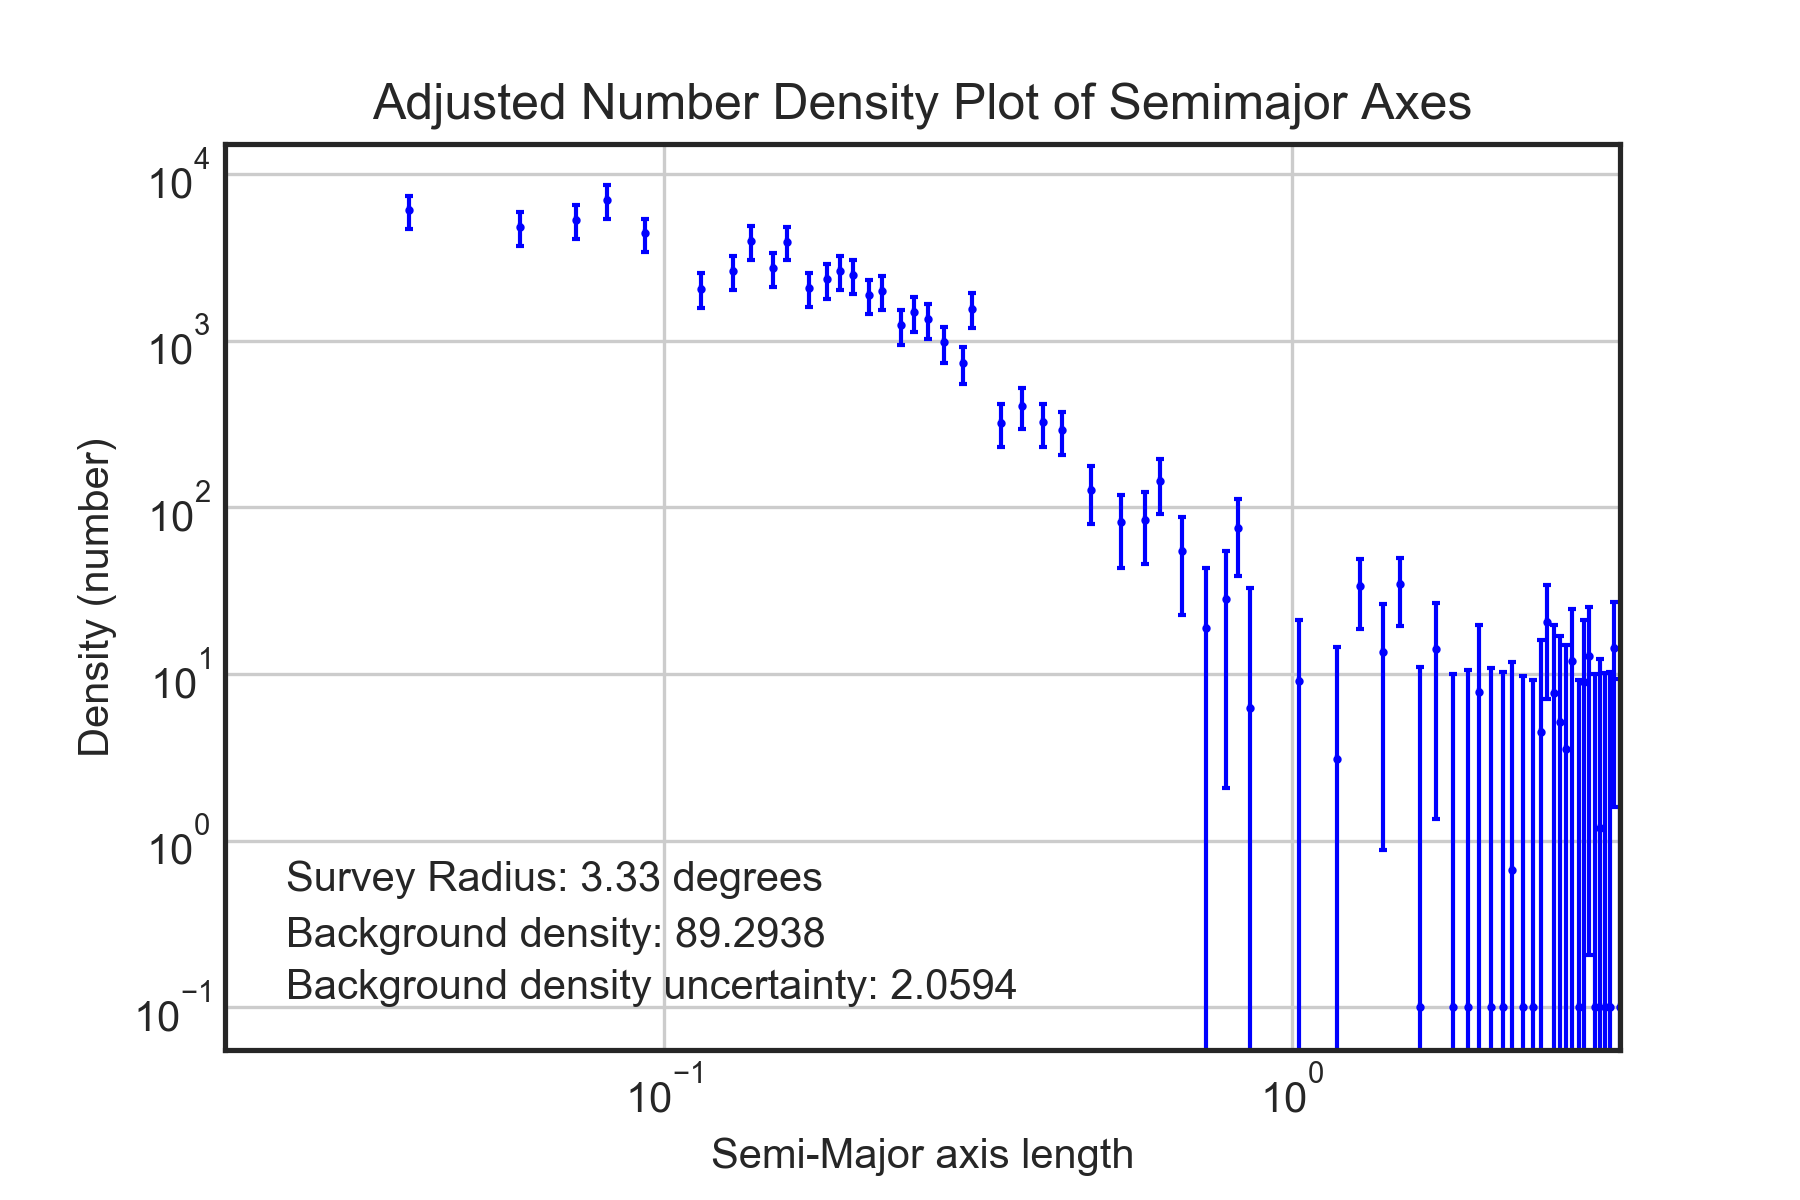 Adjusted Number Density Plot of Semimajor Axes
10^4
10^3
10^2
10^1
10^0
10^−1
Density (number)
Survey Radius: 3.33 degrees
Background density: 89.2938
Background density uncertainty: 2.0594
10^−1
10^0
Semi-Major axis length